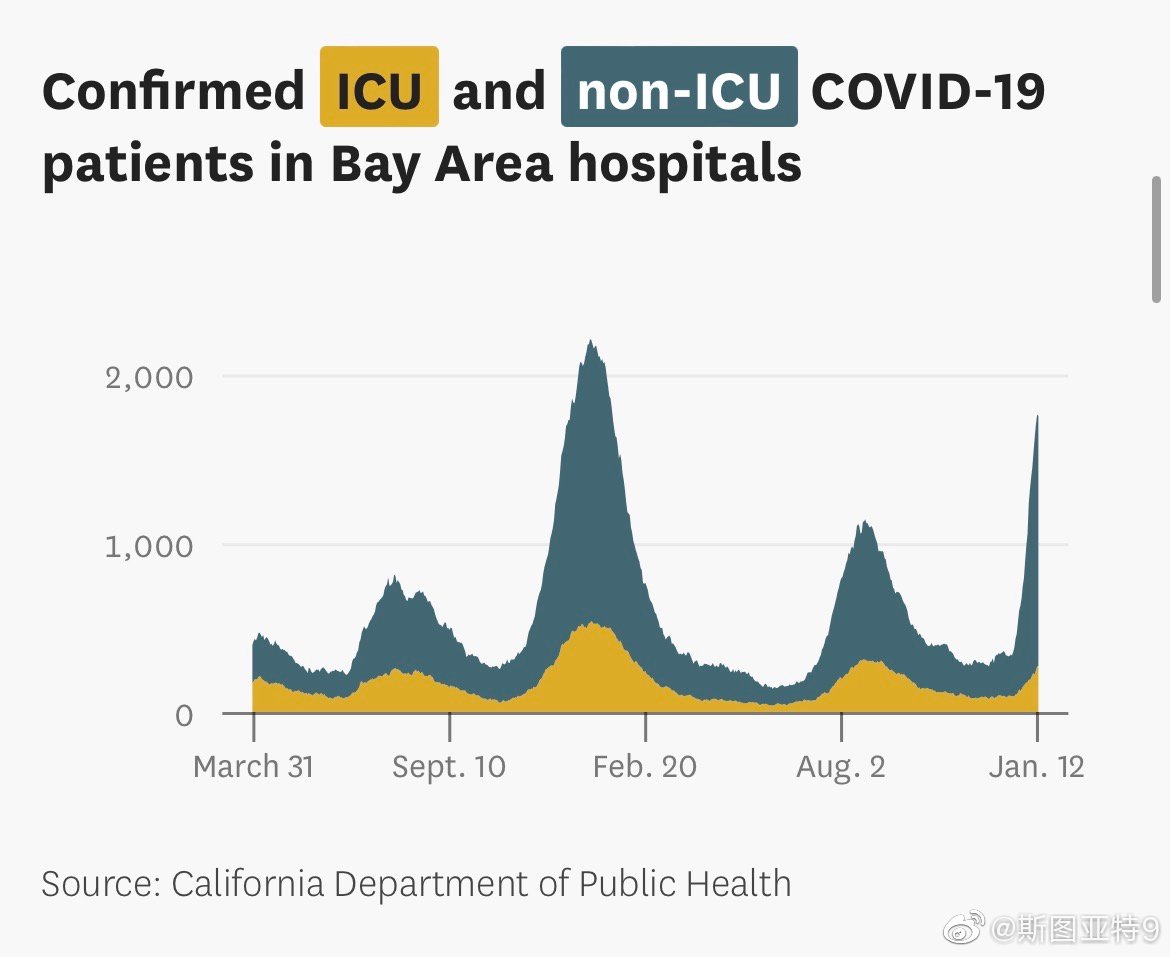 Confirmed ICU and non-ICU COVID-19
patients in Bay Area hospitals
2,000
1,000
0
March 31 Sept. 10 Feb. 20 Aug. 2 Jan. 12
Source: California Department of Public Health
@斯图亚特9